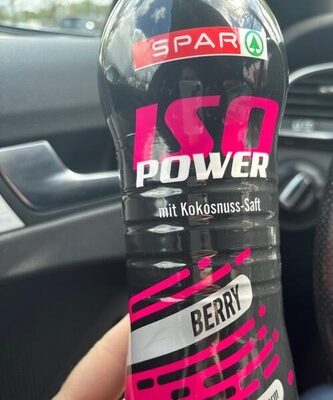 SPAR
ISO
POWER
mit Kokosnuss-Saft
BERRY